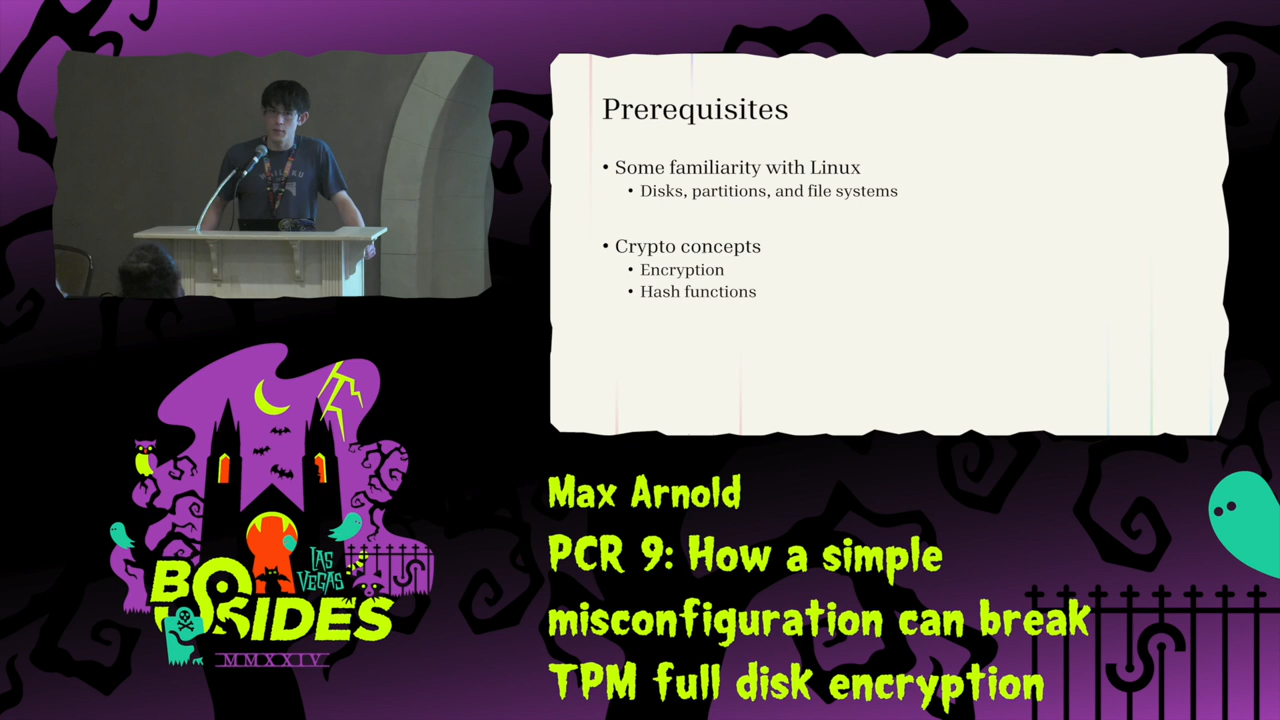 Prerequisites
• Some familiarity with Linux
• Disks, partitions, and file systems
• Crypto concepts
• Encryption
• Hash functions
LAS
VEGAS
BSIDES
MMXXIV
Max Arnold
PCR 9: How a simple
misconfiguration can break
TPM full disk encryption